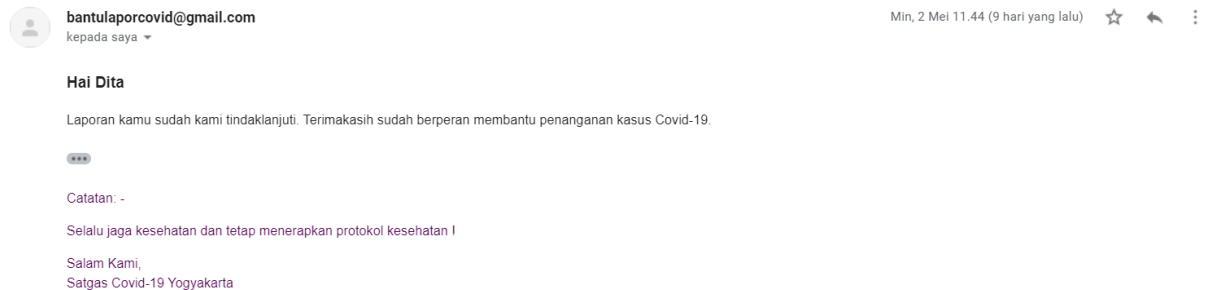 bantulaporcovid@gmail.com
Min, 2 Mei 11.44 (9 hari yang lalu)
kepada saya
Hai Dita
Laporan kamu sudah kami tindaklanjuti. Terimakasih sudah berperan membantu penanganan kasus Covid-19.
Catatan: -
Selalu jaga kesehatan dan tetap menerapkan protokol kesehatan !
Salam Kami,
Satgas Covid-19 Yogyakarta